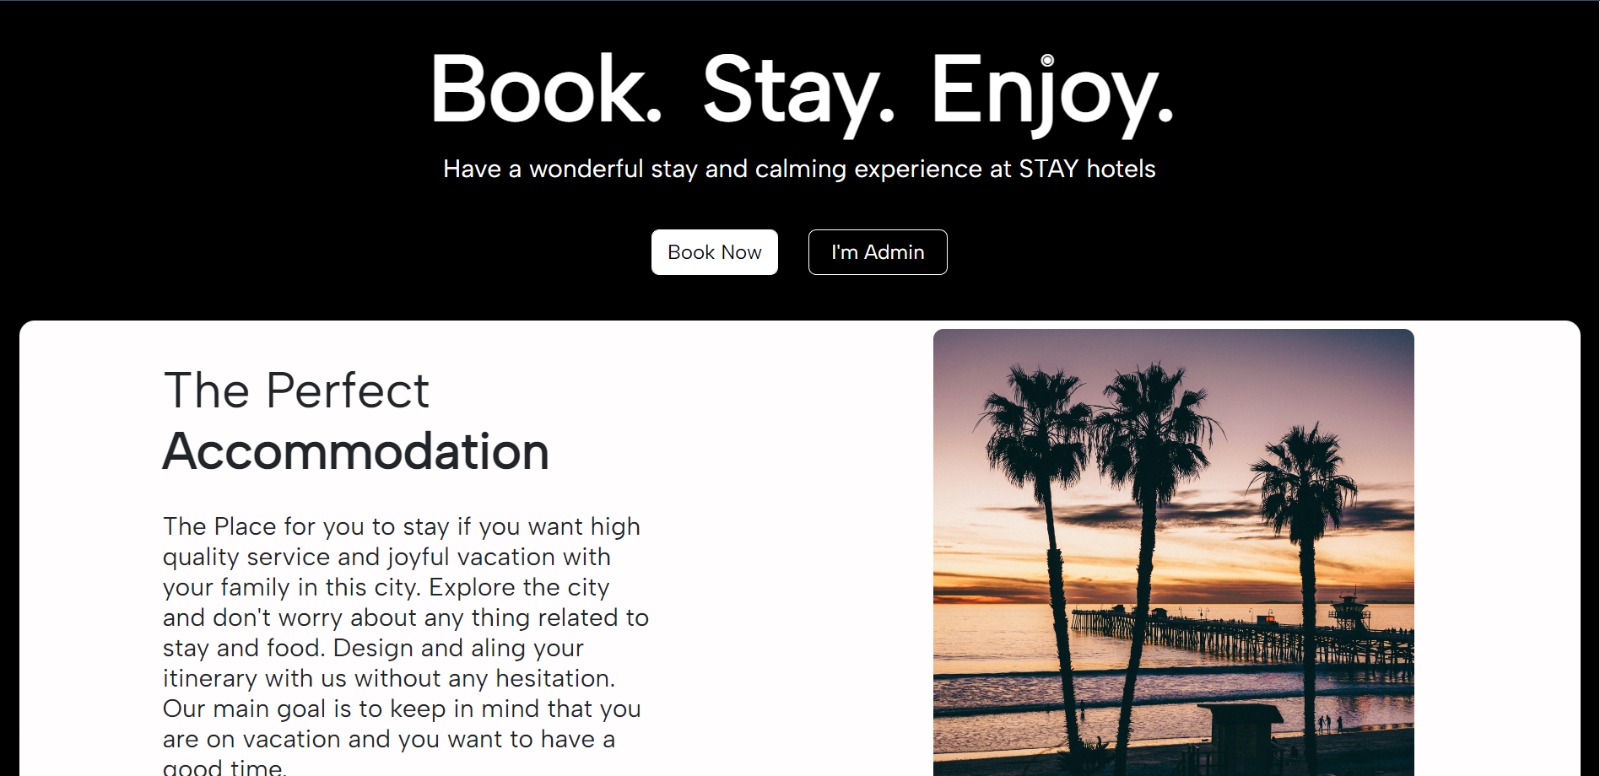 Book. Stay. Enjoy.
Have a wonderful stay and calming experience at STAY hotels
Book Now
I'm Admin
The Perfect
Accommodation
The Place for you to stay if you want high
quality service and joyful vacation with
your family in this city. Explore the city
and don't worry about any thing related to
stay and food. Design and aling your
itinerary with us without any hesitation.
Our main goal is to keep in mind that you
are on vacation and you want to have a
good time.